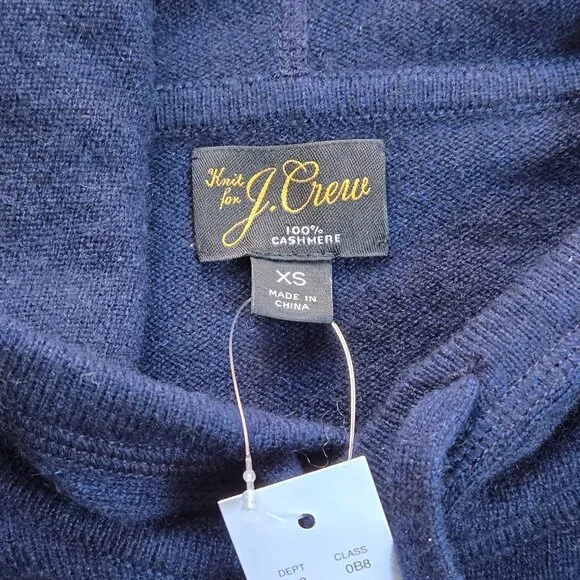 Knit
for J. Crew
100%
CASHMERE
XS
MADE IN
CHINA
DEPT CLASS
0B8